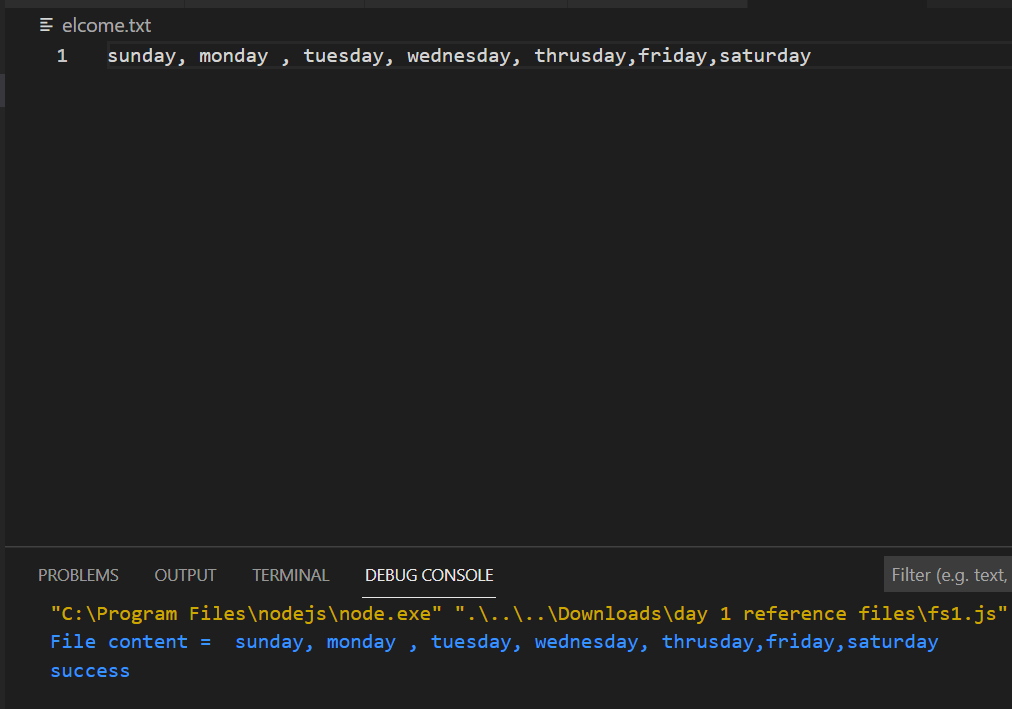 elcome.txt
1 sunday, monday , tuesday, wednesday, thrusday,friday,saturday
PROBLEMS OUTPUT TERMINAL DEBUG CONSOLE Filter (e.g. text,
"C:\Program Files\nodejs\node.exe" ".\..\..\Downloads\day 1 reference files\fs1.js"
File content =  sunday, monday , tuesday, wednesday, thrusday,friday,saturday
success